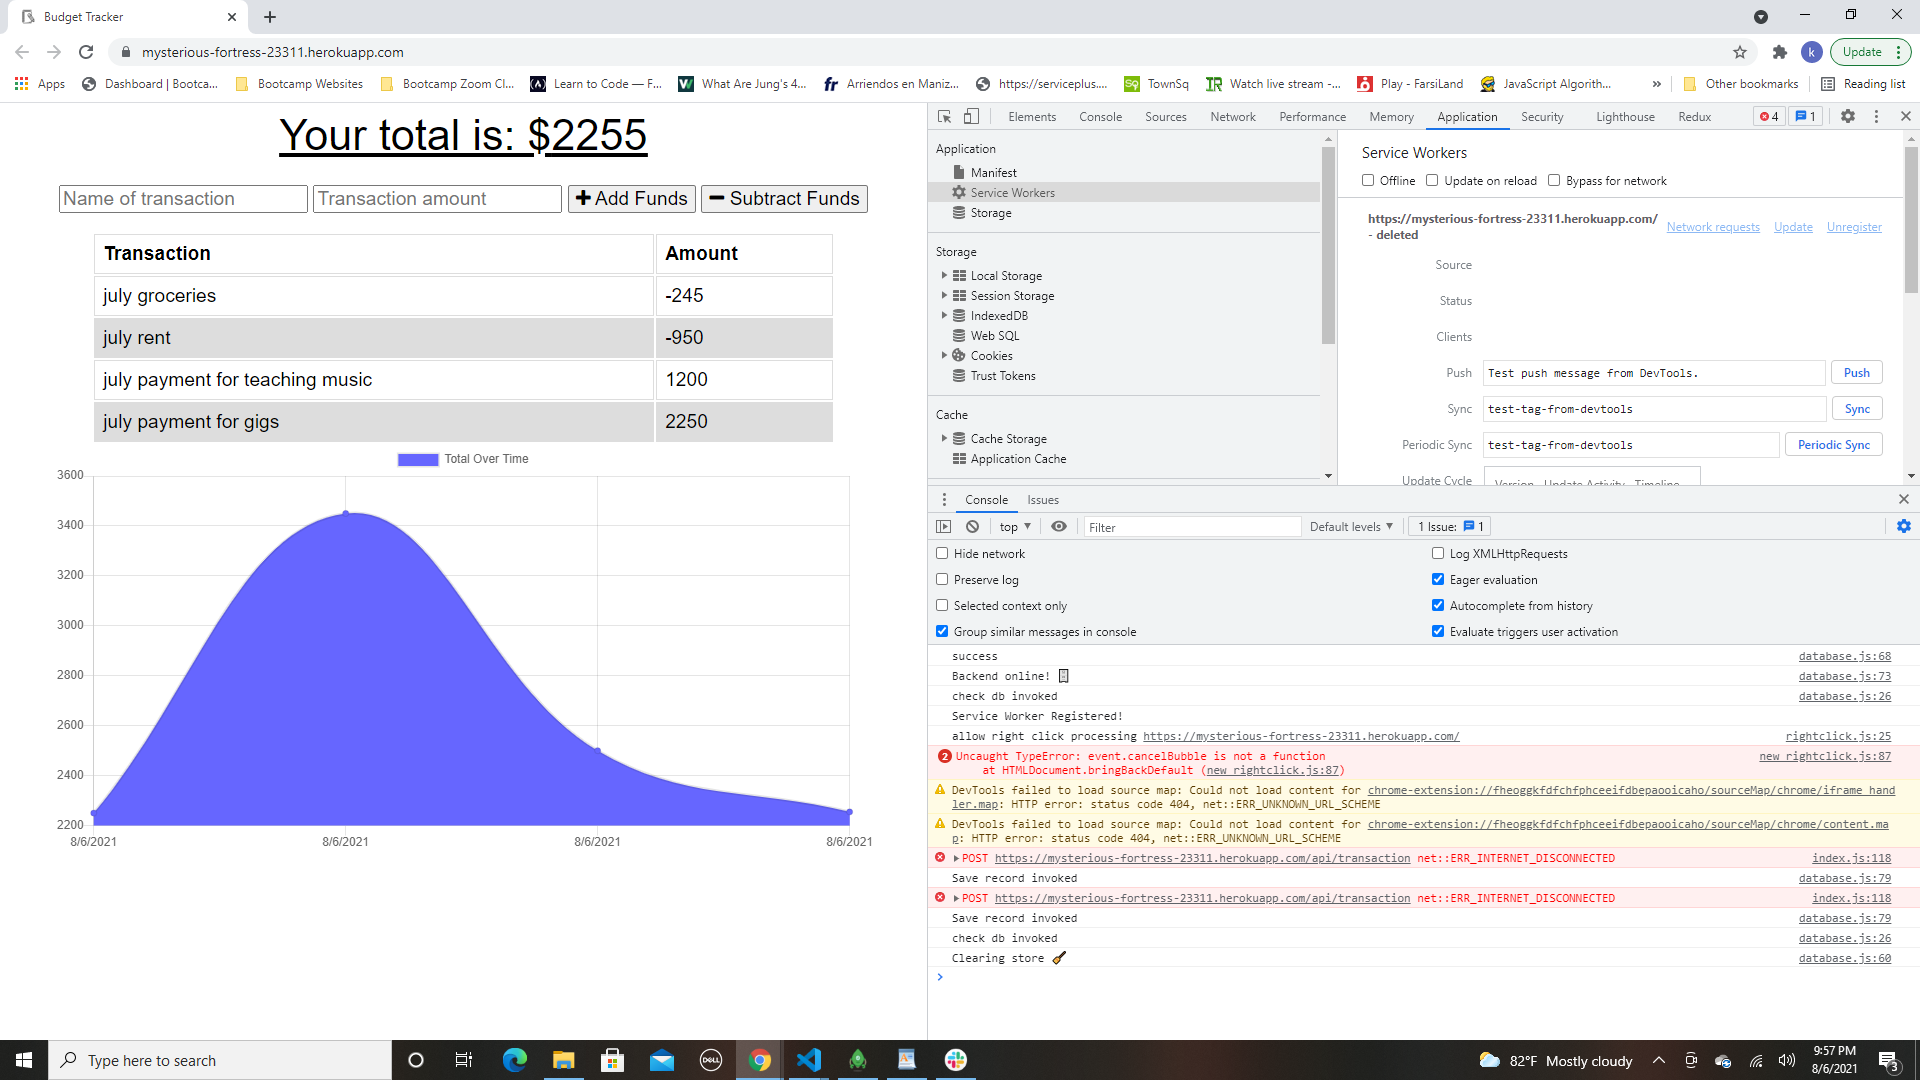 Budget Tracker
mysterious-fortress-23311.herokuapp.com
k
Update
Apps
Dashboard | Bootca...
Bootcamp Websites
Bootcamp Zoom Cl...
Learn to Code — F...
What Are Jung's 4...
Arriendos en Maniz...
https://serviceplus....
TownSq
Watch live stream -...
Play - FarsiLand
JavaScript Algorith...
»
Other bookmarks
Reading list
Your total is: $2255
Name of transaction
Transaction amount
Add Funds
Subtract Funds
Transaction Amount
july groceries -245
july rent -950
july payment for teaching music 1200
july payment for gigs 2250
Total Over Time
3600
3400
3200
3000
2800
2600
2400
2200
8/6/2021 8/6/2021 8/6/2021 8/6/2021
Elements Console Sources Network Performance Memory Application Security Lighthouse Redux 4 1
Application
Manifest
Service Workers
Storage
Storage
Local Storage
Session Storage
IndexedDB
Web SQL
Cookies
Trust Tokens
Cache
Cache Storage
Application Cache
Service Workers
Offline Update on reload Bypass for network
https://mysterious-fortress-23311.herokuapp.com/
- deleted
Network requests Update Unregister
Source
Status
Clients
Push Test push message from DevTools. Push
Sync test-tag-from-devtools Sync
Periodic Sync test-tag-from-devtools Periodic Sync
Update Cycle Version Update Activity Timeline
Console Issues
top Filter Default levels 1 Issue: 1
Hide network Log XMLHttpRequests
Preserve log Eager evaluation
Selected context only Autocomplete from history
Group similar messages in console Evaluate triggers user activation
success database.js:68
Backend online! database.js:73
check db invoked database.js:26
Service Worker Registered!
allow right click processing https://mysterious-fortress-23311.herokuapp.com/ rightclick.js:25
2 Uncaught TypeError: event.cancelBubble is not a function new_rightclick.js:87
at HTMLDocument.bringBackDefault (new_rightclick.js:87)
DevTools failed to load source map: Could not load content for chrome-extension://fheoggkfdfchfphceeifdbepaooicaho/sourceMap/chrome/iframe_hand
ler.map: HTTP error: status code 404, net::ERR_UNKNOWN_URL_SCHEME
DevTools failed to load source map: Could not load content for chrome-extension://fheoggkfdfchfphceeifdbepaooicaho/sourceMap/chrome/content.ma
p: HTTP error: status code 404, net::ERR_UNKNOWN_URL_SCHEME
POST https://mysterious-fortress-23311.herokuapp.com/api/transaction net::ERR_INTERNET_DISCONNECTED index.js:118
Save record invoked database.js:79
POST https://mysterious-fortress-23311.herokuapp.com/api/transaction net::ERR_INTERNET_DISCONNECTED index.js:118
Save record invoked database.js:79
check db invoked database.js:26
Clearing store database.js:60
Type here to search
DELL
82°F Mostly cloudy
9:57 PM
8/6/2021
3